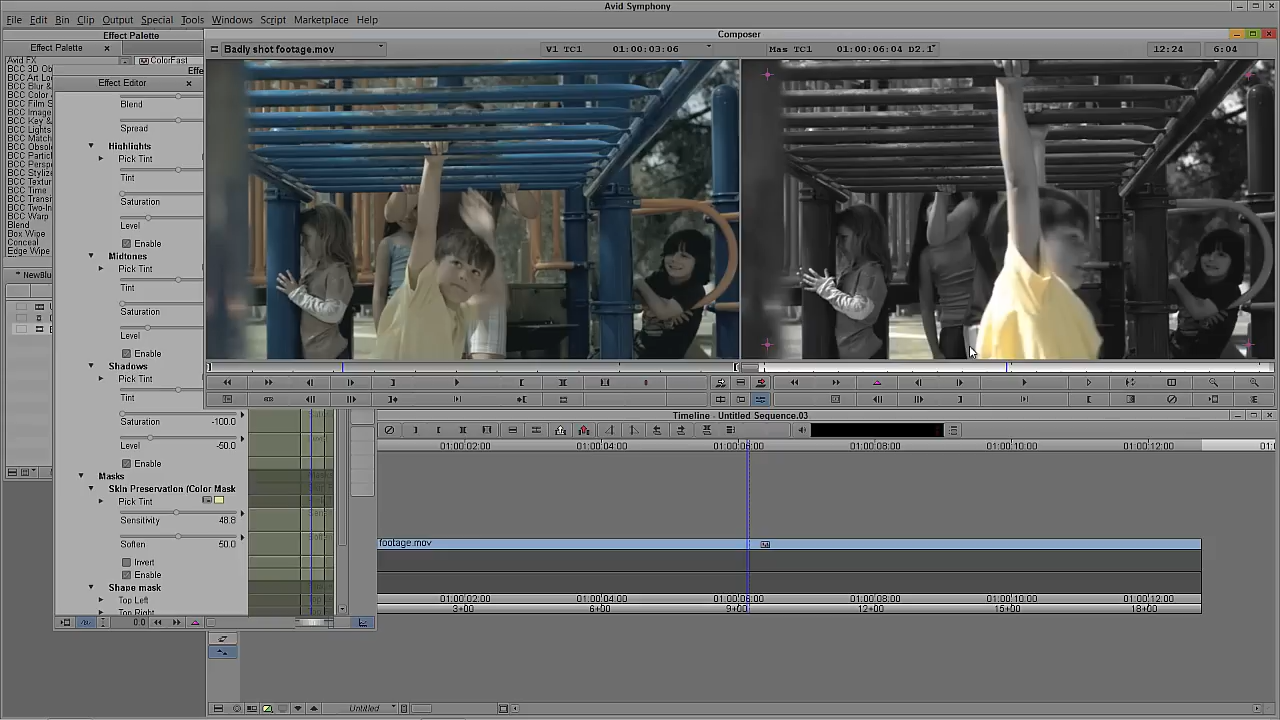 Avid Symphony
File Edit Bin Clip Output Special Tools Windows Script Marketplace Help
Effect Palette
Composer
Effect Palette
Badly shot footage.mov
V1 TC1 01:00:03:06
Mas TC1 01:00:06:04 D2.1
12:24
6:04
Avid FX
ColorFast
BCC 3D Ob
BCC Art Lo
BCC Blur &
BCC Color
BCC Film S
BCC Image
BCC Key &
BCC Lights
BCC Match
BCC Obsol
BCC Partic
BCC Persp
BCC Styliz
BCC Textur
BCC Time
BCC Transi
BCC Two-In
BCC Warp
Blend
Box Wipe
Conceal
Edge Wipe
* NewBlu
Effe
Effect Editor
Blend
Spread
Highlights
Pick Tint
Tint
Saturation
Level
Enable
Midtones
Pick Tint
Tint
Saturation
Level
Enable
Shadows
Pick Tint
Tint
Saturation -100.0
Level -50.0
Enable
Masks
Skin Preservation (Color Mask
Pick Tint
Sensitivity 48.8
Soften 50.0
Invert
Enable
Shape mask
Top Left
Top Right
0.0
Timeline - Untitled Sequence.03
01:00:02:00 01:00:04:00 01:00:06:00 01:00:08:00 01:00:10:00 01:00:12:00 01:0
footage.mov
01:00:02:00 01:00:04:00 01:00:06:00 01:00:08:00 01:00:10:00 01:00:12:00
3+00 6+00 9+00 12+00 15+00 18+00
Untitled